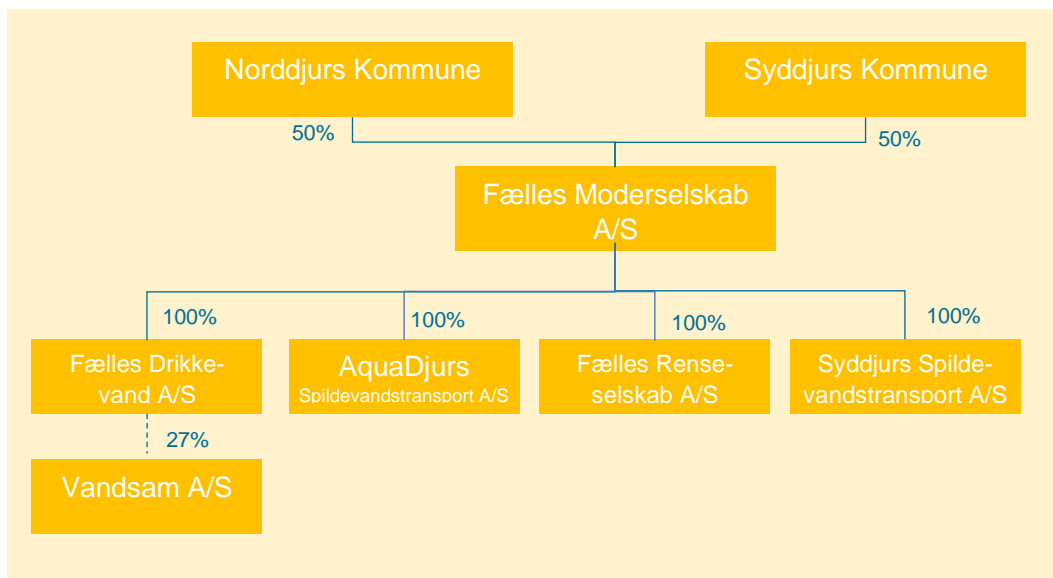 Norddjurs Kommune
Syddjurs Kommune
50%
50%
Fælles Moderselskab
A/S
100%
100%
100%
100%
Fælles Drikke-
vand A/S
AquaDjurs
Spildevandstransport A/S
Fælles Rense-
selskab A/S
Syddjurs Spilde-
vandstransport A/S
27%
Vandsam A/S